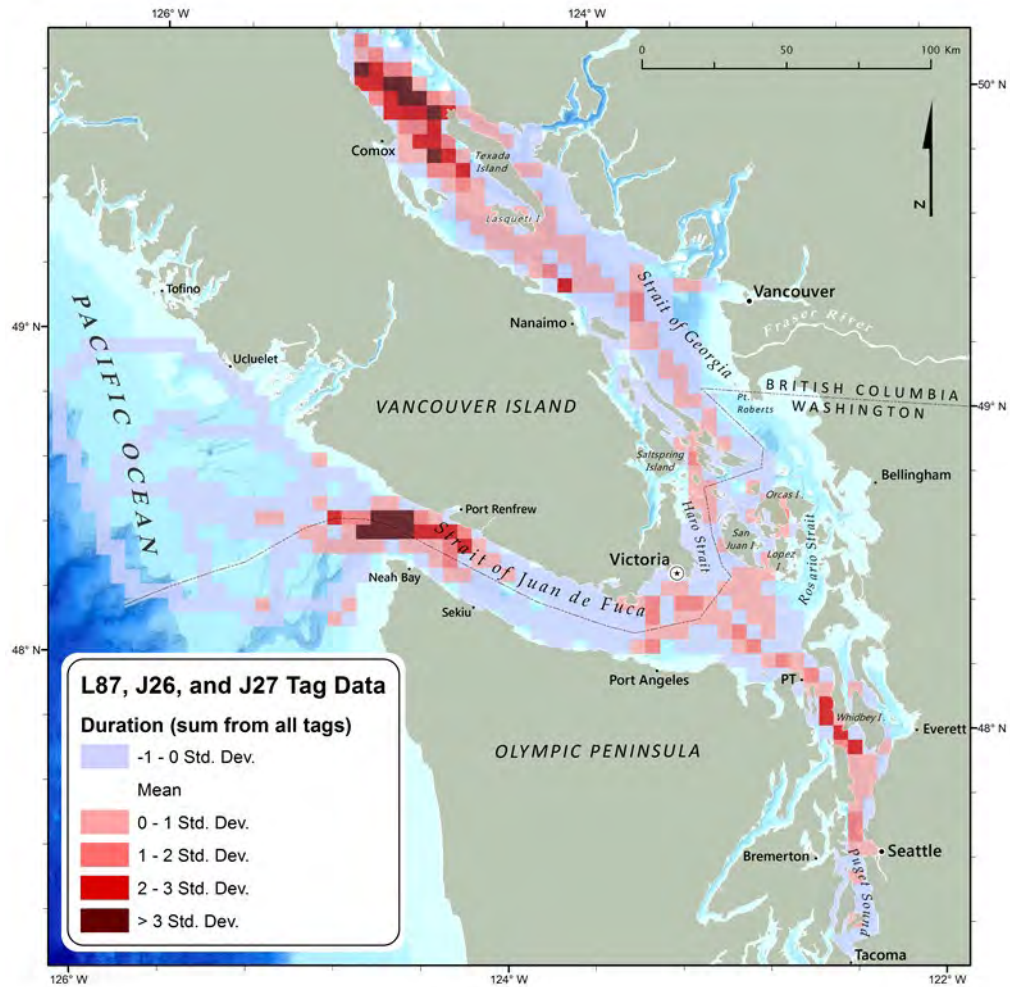 126° W
124° W
0 50 100 Km
50° N
Comox
Texada
Island
N
Lasqueti I
Tofino
Strait of Georgia
Vancouver
49° N
Nanaimo
Fraser River
Ucluelet
PACIFIC OCEAN
BRITISH COLUMBIA
WASHINGTON
Pt.
Roberts
49° N
VANCOUVER ISLAND
Saltspring
Island
Bellingham
Orcas I
Port Renfrew
Haro Strait
San
Juan I
Lopez
I
Rosario Strait
Strait of Juan de Fuca
Victoria
Neah Bay
Sekiu
48° N
Port Angeles
PT
L87, J26, and J27 Tag Data
Duration (sum from all tags)
-1 - 0 Std. Dev.
Mean
0 - 1 Std. Dev.
1 - 2 Std. Dev.
2 - 3 Std. Dev.
> 3 Std. Dev.
Whidbey I
Everett
48° N
OLYMPIC PENINSULA
Bremerton
Seattle
Puget Sound
Tacoma
126° W
124° W
122° W